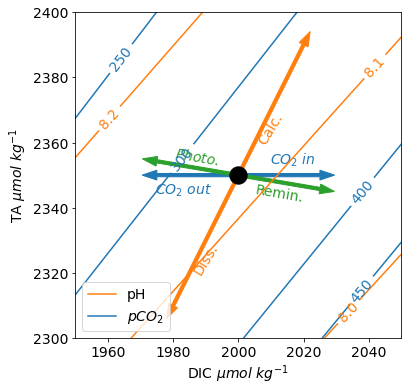 2400
2380
2360
2340
2320
2300
TA μmol kg⁻¹
250
8.2
8.1
Calc.
Photo.
300
CO₂ in
CO₂ out
Remin.
400
Diss.
450
8.0
pH
pCO₂
1960
1980
2000
2020
2040
DIC μmol kg⁻¹